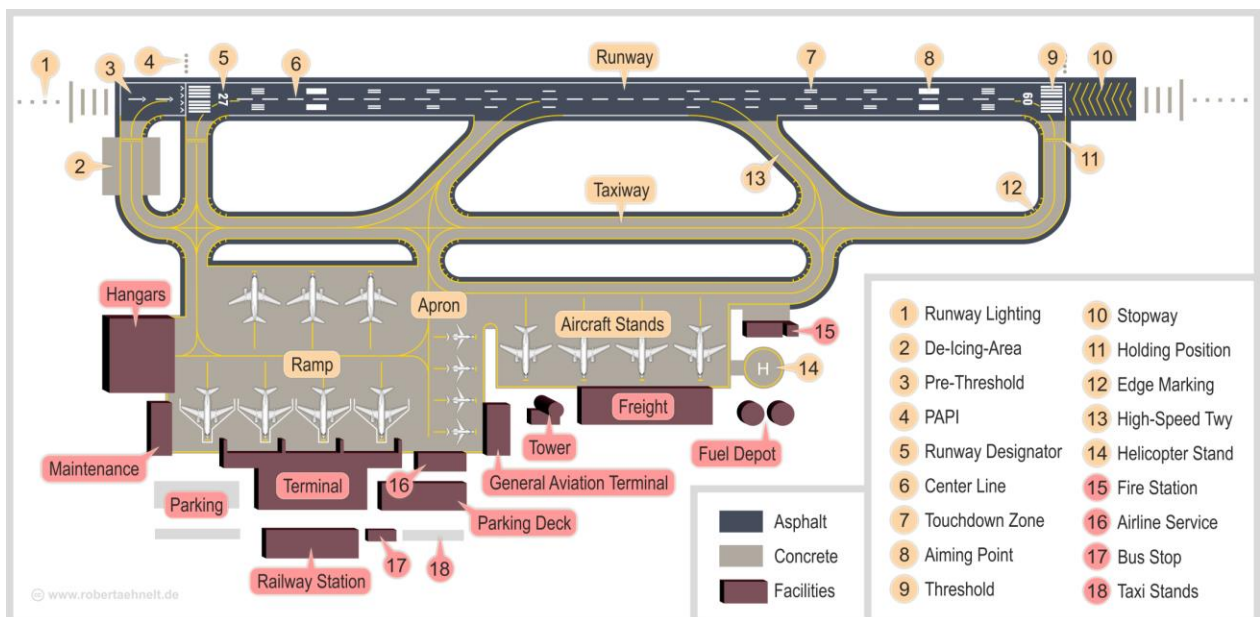 1
3
4
5
6
Runway
7
8
9
10
27
09
2
11
13
12
Taxiway
Hangars
Apron
Aircraft Stands
15
Ramp
H
14
Freight
Tower
Fuel Depot
Maintenance
Terminal
16
General Aviation Terminal
Parking
Parking Deck
Railway Station
17
18
Asphalt
Concrete
Facilities
1 Runway Lighting
2 De-Icing-Area
3 Pre-Threshold
4 PAPI
5 Runway Designator
6 Center Line
7 Touchdown Zone
8 Aiming Point
9 Threshold
10 Stopway
11 Holding Position
12 Edge Marking
13 High-Speed Twy
14 Helicopter Stand
15 Fire Station
16 Airline Service
17 Bus Stop
18 Taxi Stands
cc www.robertaehnelt.de